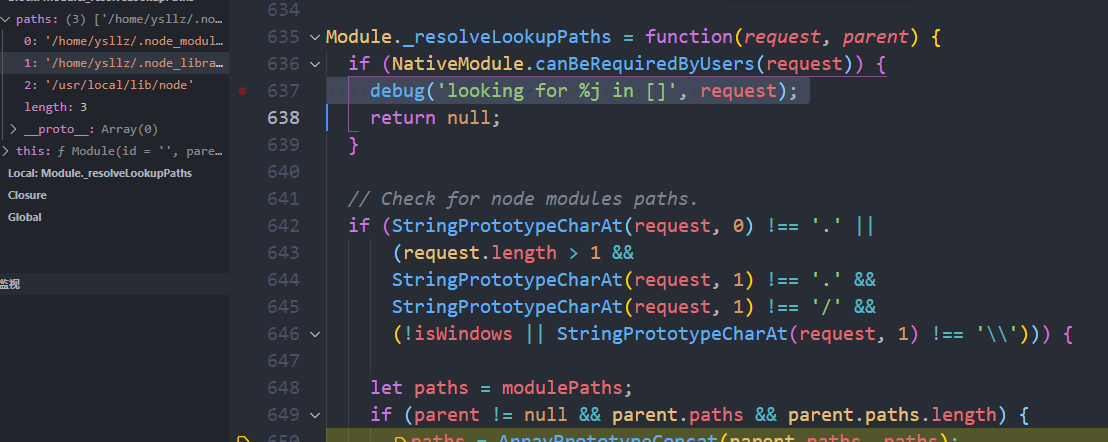 paths: (3) ['/home/ysllz/.no…
0: '/home/ysllz/.node_modul…
1: '/home/ysllz/.node_libra…
2: '/usr/local/lib/node'
length: 3
__proto__: Array(0)
this: ƒ Module(id = '', pare…
Local: Module._resolveLookupPaths
Closure
Global
监视
634
635 Module._resolveLookupPaths = function(request, parent) {
636 if (NativeModule.canBeRequiredByUsers(request)) {
637 debug('looking for %j in []', request);
638 return null;
639 }
640
641 // Check for node modules paths.
642 if (StringPrototypeCharAt(request, 0) !== '.' ||
643 (request.length > 1 &&
644 StringPrototypeCharAt(request, 1) !== '.' &&
645 StringPrototypeCharAt(request, 1) !== '/' &&
646 (!isWindows || StringPrototypeCharAt(request, 1) !== '\\'))) {
647
648 let paths = modulePaths;
649 if (parent != null && parent.paths && parent.paths.length) {
650 paths = ArrayPrototypeConcat(parent.paths, paths);